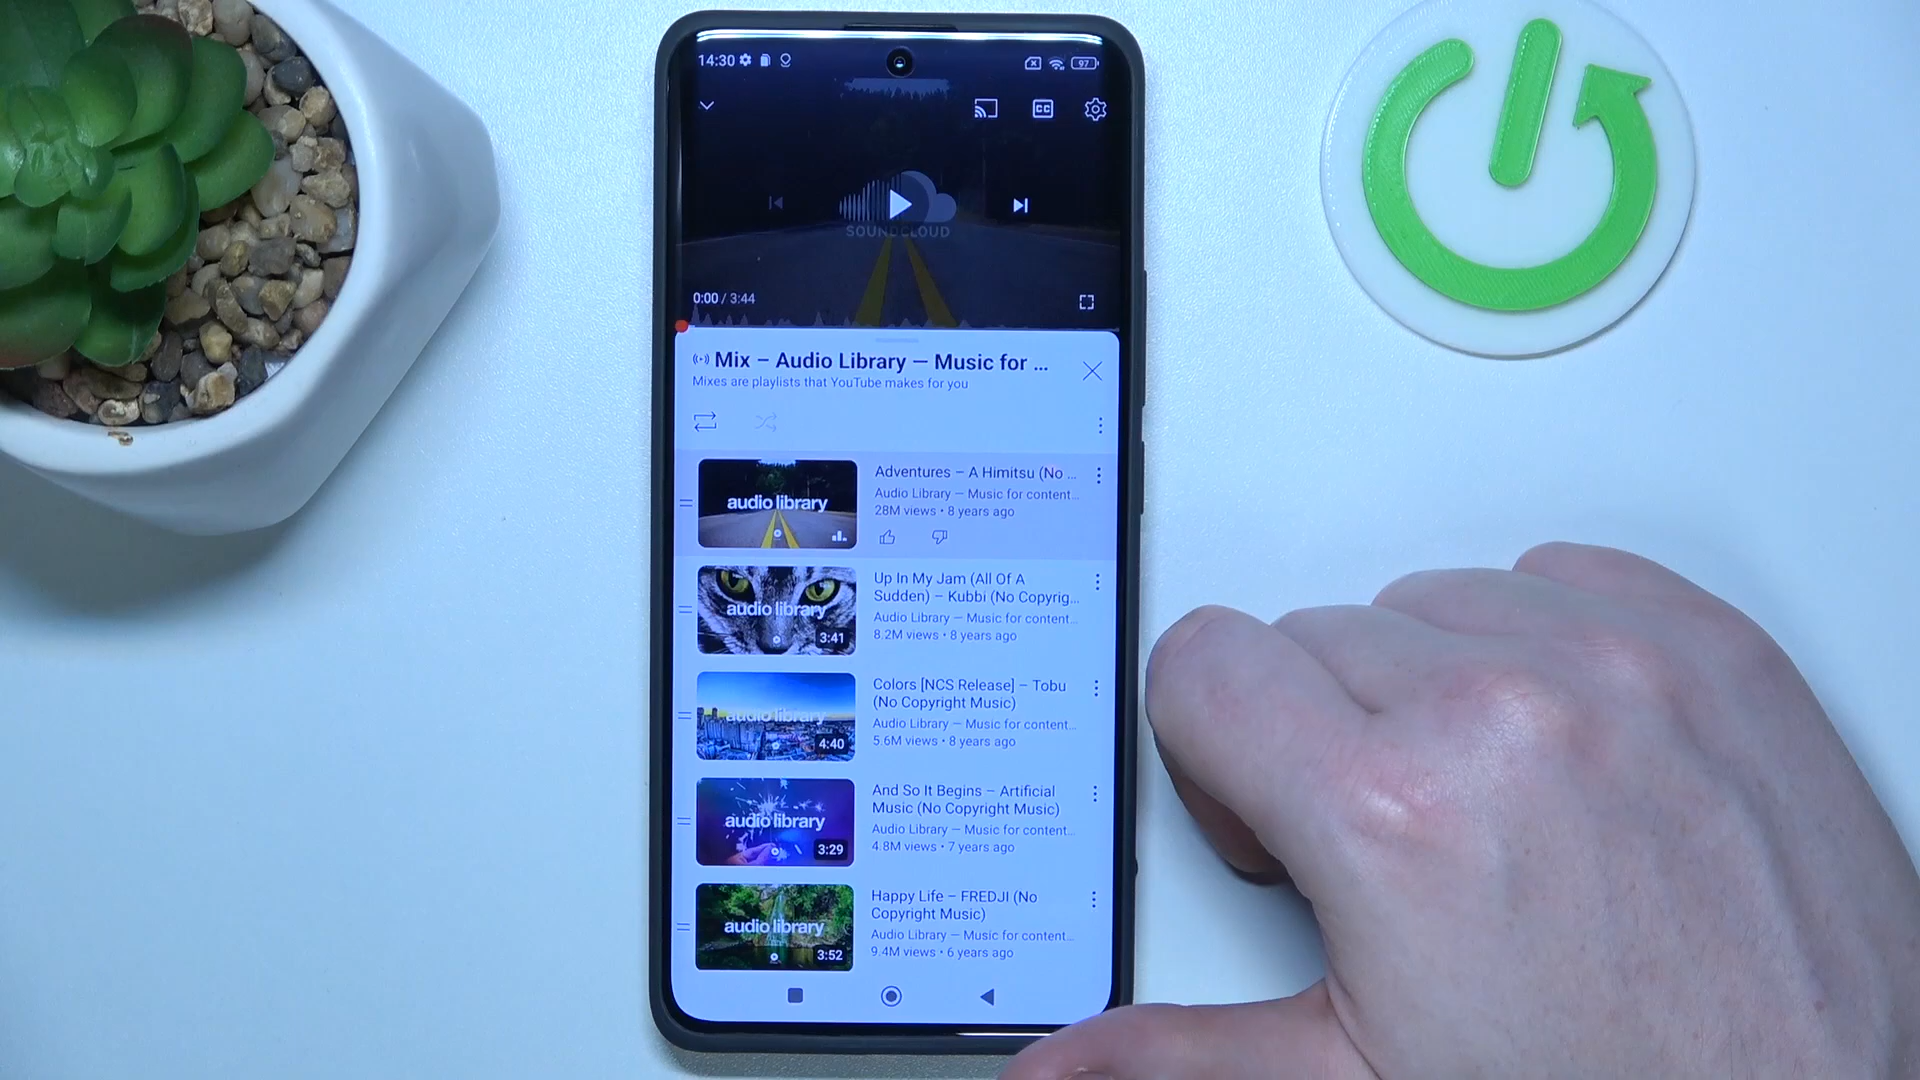 14:30
97
SOUNDCLOUD
0:00 / 3:44
Mix – Audio Library — Music for ...
Mixes are playlists that YouTube makes for you
audio library
Adventures – A Himitsu (No ...
Audio Library — Music for content...
28M views • 8 years ago
audio library
3:41
Up In My Jam (All Of A
Sudden) – Kubbi (No Copyrig...
Audio Library — Music for content...
8.2M views • 8 years ago
audio library
4:40
Colors [NCS Release] – Tobu
(No Copyright Music)
Audio Library — Music for content...
5.6M views • 8 years ago
audio library
3:29
And So It Begins – Artificial
Music (No Copyright Music)
Audio Library — Music for content...
4.8M views • 7 years ago
audio library
3:52
Happy Life – FREDJI (No
Copyright Music)
Audio Library — Music for content...
9.4M views • 6 years ago